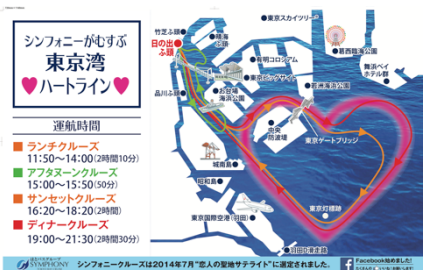 シンフォニーがむすぶ
東京湾
♥ハートライン♥
運航時間
■ ランチクルーズ
11:50～14:00(2時間10分)
■ アフタヌーンクルーズ
15:00～15:50(50分)
■ サンセットクルーズ
16:20～18:20(2時間)
■ ディナークルーズ
19:00～21:30(2時間30分)
竹芝ふ頭
日の出ふ頭
晴海ふ頭
品川ふ頭
東京スカイツリー
有明コロシアム
東京ビッグサイト
お台場海浜公園
葛西臨海公園
舞浜ベイホテル群
若洲海浜公園
中央防波堤
東京ゲートブリッジ
城南島
昭和島
東京国際空港(羽田)
東京灯標跡
羽田D滑走路
SYMPHONY
シンフォニークルーズは2014年7月"恋人の聖地サテライト"に選定されました。
Facebook始めました!